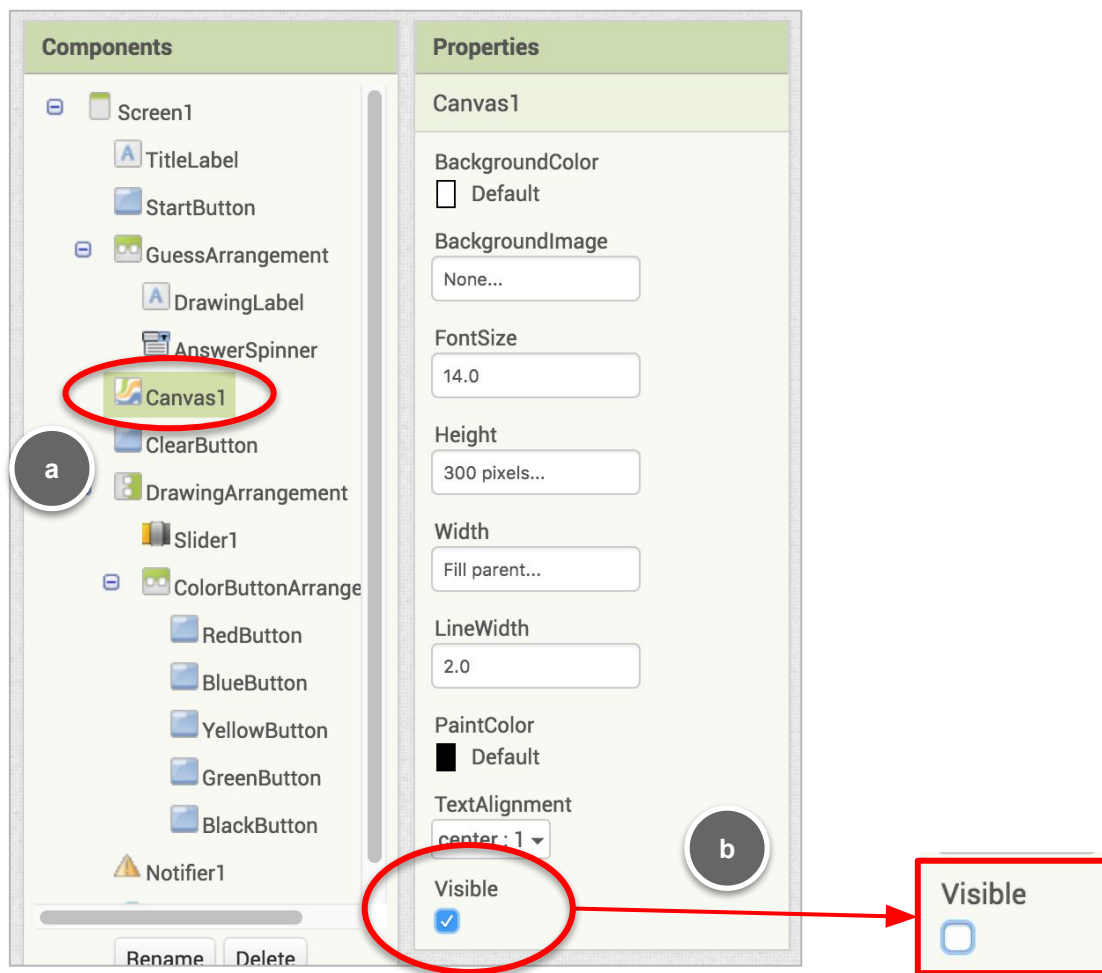 Components
Screen1
TitleLabel
StartButton
GuessArrangement
DrawingLabel
AnswerSpinner
Canvas1
ClearButton
a
DrawingArrangement
Slider1
ColorButtonArrange
RedButton
BlueButton
YellowButton
GreenButton
BlackButton
Notifier1
Rename Delete
Properties
Canvas1
BackgroundColor
Default
BackgroundImage
None...
FontSize
14.0
Height
300 pixels...
Width
Fill parent...
LineWidth
2.0
PaintColor
Default
TextAlignment
center : 1
b
Visible
Visible